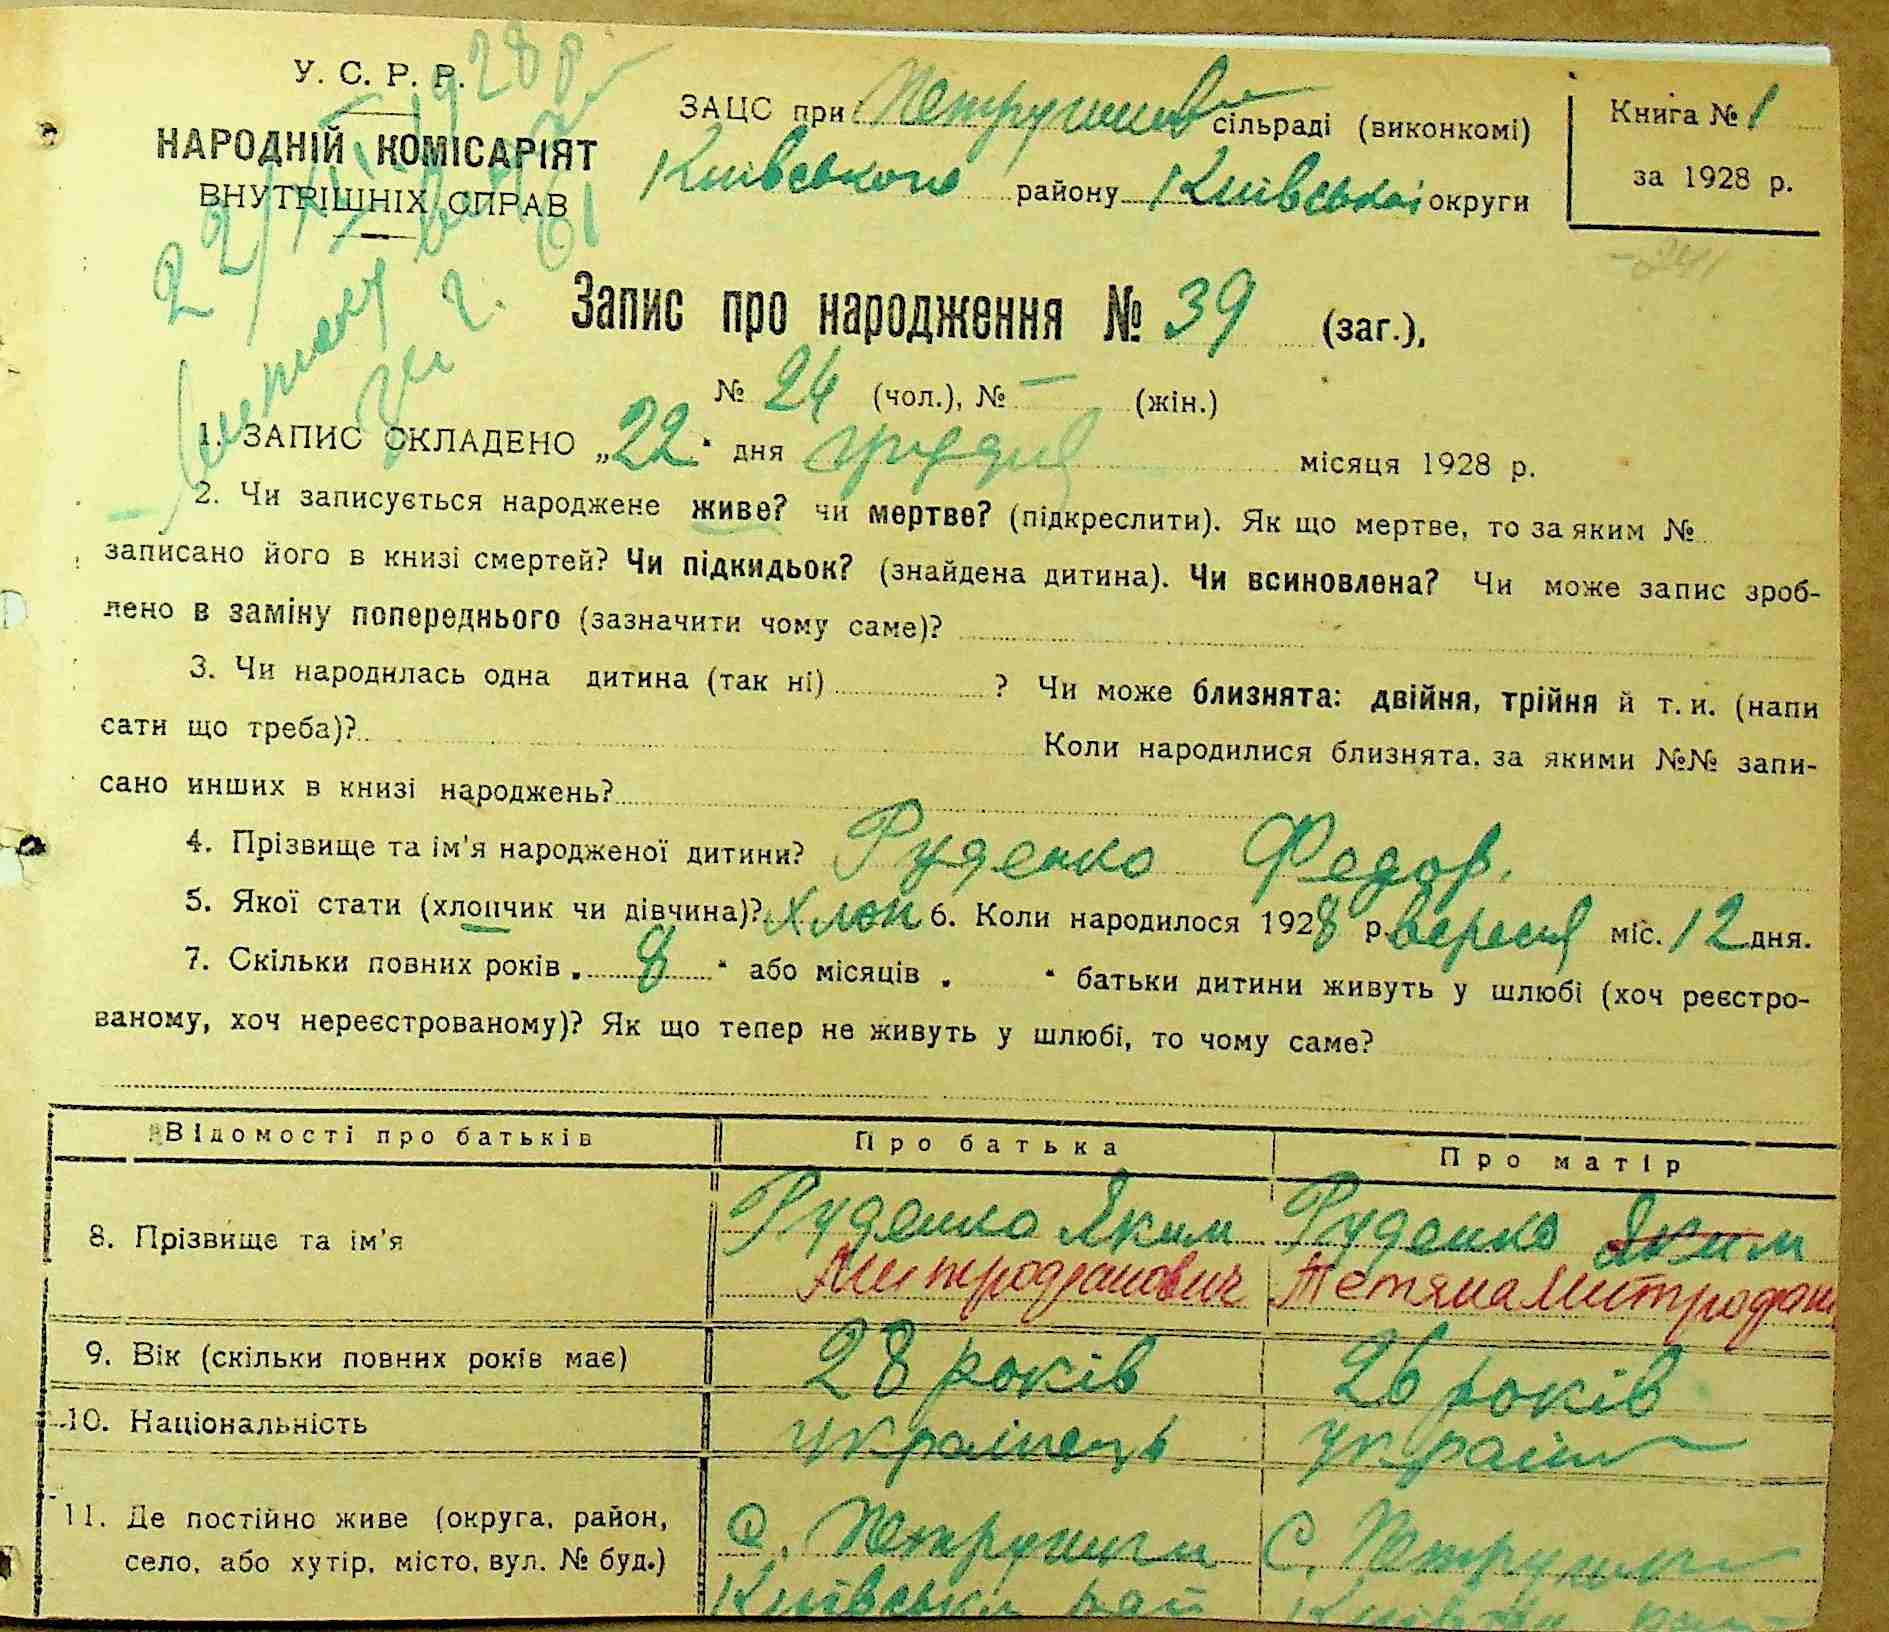 У. С. Р. Р.
НАРОДНІЙ КОМІСАРІЯТ
ВНУТРІШНІХ СПРАВ
22/XII 1928 р.
ЗАЦС при сільраді (виконкомі)
Київського району Київської округи
Книга № 1
за 1928 р.
Запис про народження № 39 (заг.),
№ 24 (чол.), № — (жін.)
1. ЗАПИС СКЛАДЕНО „22“ дня грудня місяця 1928 р.
2. Чи записується народжене живе? чи мертве? (підкреслити). Як що мертве, то за яким №
записано його в книзі смертей? Чи підкидьок? (знайдена дитина). Чи всиновлена? Чи може запис зроб-
лено в заміну попереднього (зазначити чому саме)?
3. Чи народилась одна дитина (так ні) ? Чи може близнята: двійня, трійня й т. и. (напи
сати що треба)? Коли народилися близнята, за якими №№ запи-
сано инших в книзі народжень?
4. Прізвище та ім'я народженої дитини? Руденко Федор.
5. Якої стати (хлопчик чи дівчина)? хлоп 6. Коли народилося 1928 р. вересня міс. 12 дня.
7. Скільки повних років „8“ або місяців „ “ батьки дитини живуть у шлюбі (хоч реєстро-
ваному, хоч нереєстрованому)? Як що тепер не живуть у шлюбі, то чому саме?
Відомості про батьків Про батька Про матір
8. Прізвище та ім'я Руденко Яким Руденко Яким
Митрофанович Тетяна Митрофан
9. Вік (скільки повних років має) 28 років 26 років
10. Національність українець україн
11. Де постійно живе (округа, район, с. Петрушки с. Петрушки
село, або хутір, місто, вул. № буд.) Київськи рай